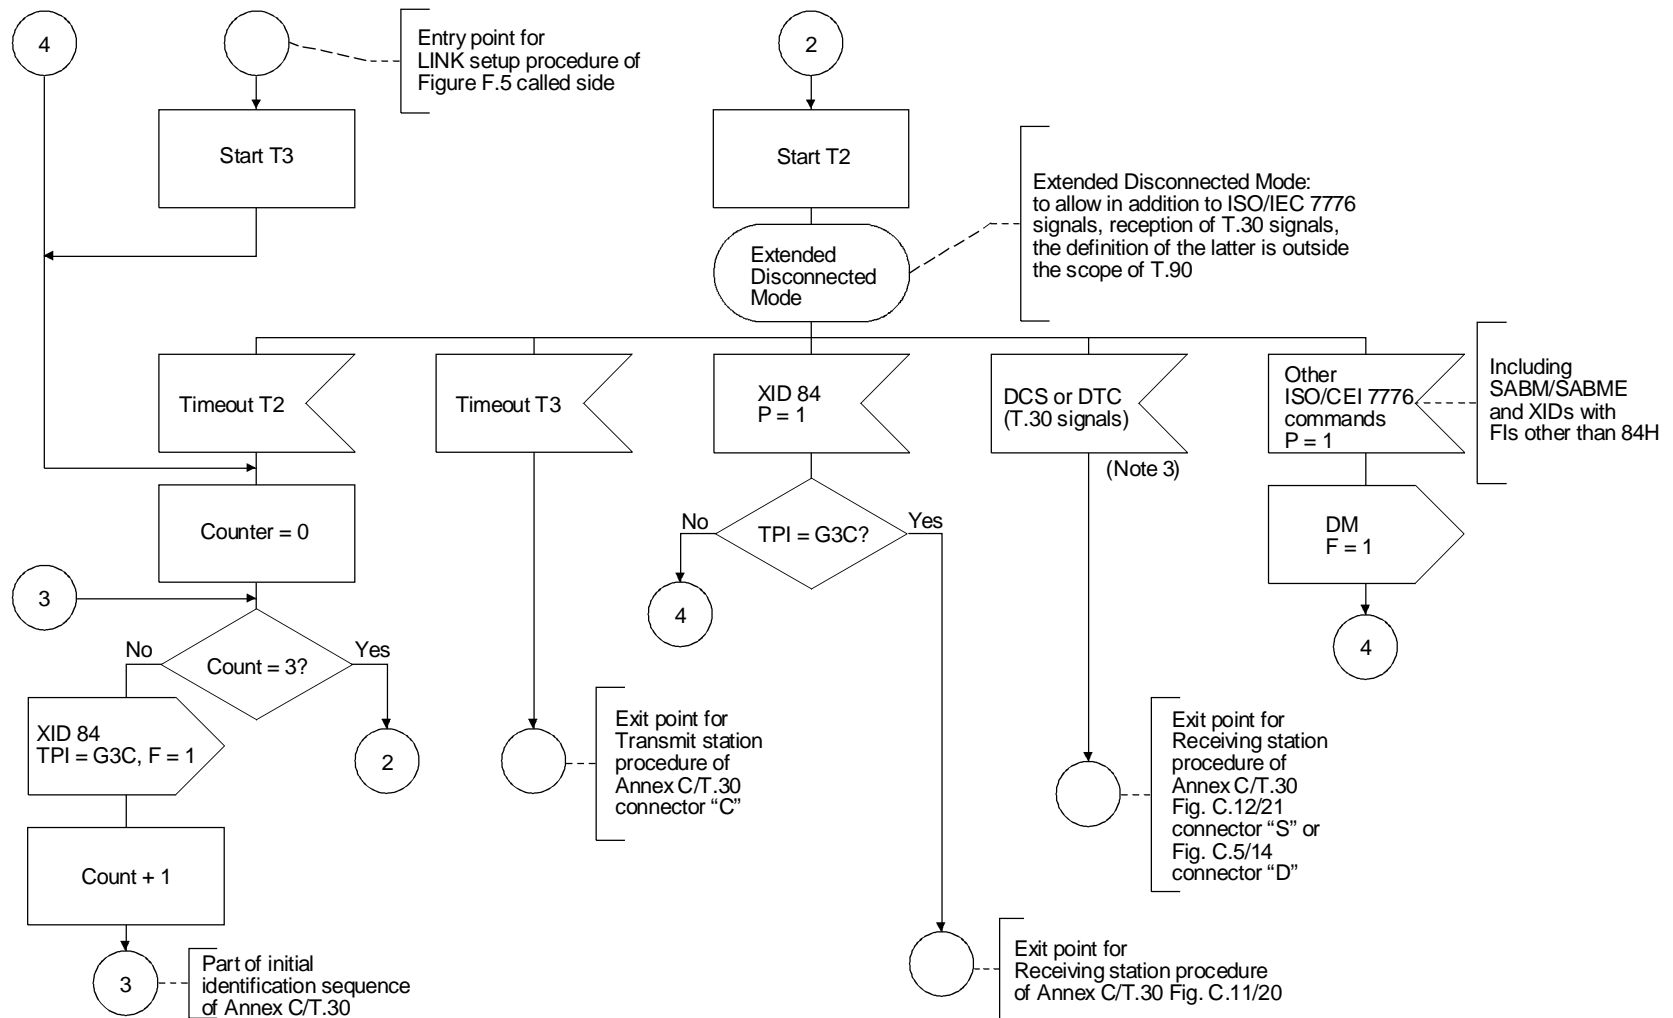 4
Entry point for
LINK setup procedure of
Figure F.5 called side
2
Start T3
Start T2
Extended Disconnected Mode:
to allow in addition to ISO/IEC 7776
signals, reception of T.30 signals,
the definition of the latter is outside
the scope of T.90
Extended
Disconnected
Mode
Timeout T2
Timeout T3
XID 84
P = 1
DCS or DTC
(T.30 signals)
(Note 3)
Other
ISO/CEI 7776
commands
P = 1
Including
SABM/SABME
and XIDs with
FIs other than 84H
Counter = 0
No
TPI = G3C?
Yes
DM
F = 1
3
4
4
No
Count = 3?
Yes
XID 84
TPI = G3C, F = 1
2
Exit point for
Transmit station
procedure of
Annex C/T.30
connector “C”
Exit point for
Receiving station
procedure of
Annex C/T.30
Fig. C.12/21
connector “S” or
Fig. C.5/14
connector “D”
Count + 1
3
Part of initial
identification sequence
of Annex C/T.30
Exit point for
Receiving station procedure
of Annex C/T.30 Fig. C.11/20